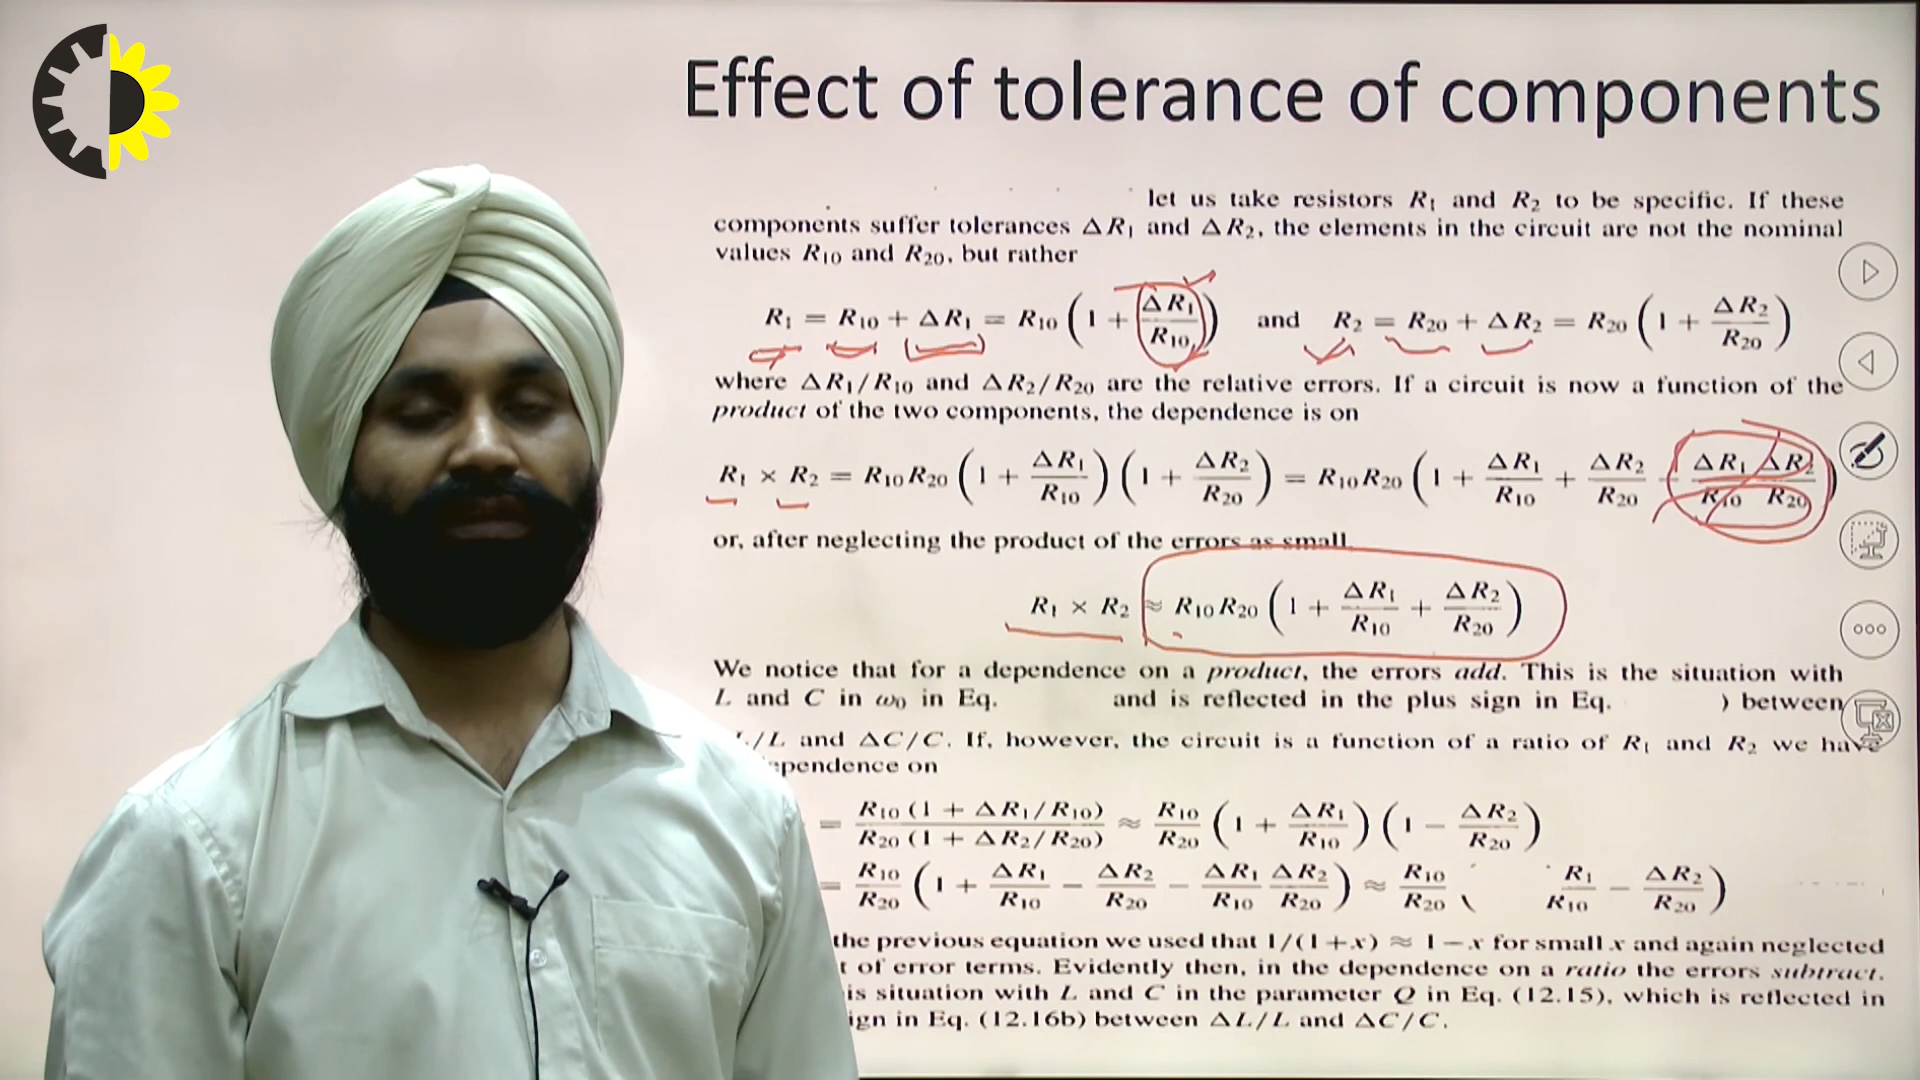 Effect of tolerance of components
let us take resistors R₁ and R₂ to be specific. If these
components suffer tolerances ΔR₁ and ΔR₂, the elements in the circuit are not the nominal
values R₁₀ and R₂₀, but rather
R₁ = R₁₀ + ΔR₁ = R₁₀ (1 + ΔR₁/R₁₀) and R₂ = R₂₀ + ΔR₂ = R₂₀ (1 + ΔR₂/R₂₀)
where ΔR₁/R₁₀ and ΔR₂/R₂₀ are the relative errors. If a circuit is now a function of the
product of the two components, the dependence is on
R₁ × R₂ = R₁₀R₂₀ (1 + ΔR₁/R₁₀)(1 + ΔR₂/R₂₀) = R₁₀R₂₀ (1 + ΔR₁/R₁₀ + ΔR₂/R₂₀ + ΔR₁/R₁₀ ΔR₂/R₂₀)
or, after neglecting the product of the errors as small,
R₁ × R₂ ≈ R₁₀R₂₀ (1 + ΔR₁/R₁₀ + ΔR₂/R₂₀)
We notice that for a dependence on a product, the errors add. This is the situation with
L and C in ω₀ in Eq. and is reflected in the plus sign in Eq. ) between
/L and ΔC/C. If, however, the circuit is a function of a ratio of R₁ and R₂ we have
pendence on
= R₁₀ (1 + ΔR₁/R₁₀)/R₂₀ (1 + ΔR₂/R₂₀) ≈ R₁₀/R₂₀ (1 + ΔR₁/R₁₀)(1 − ΔR₂/R₂₀)
= R₁₀/R₂₀ (1 + ΔR₁/R₁₀ − ΔR₂/R₂₀ − ΔR₁/R₁₀ ΔR₂/R₂₀) ≈ R₁₀/R₂₀ ( R₁/R₁₀ − ΔR₂/R₂₀)
the previous equation we used that 1/(1+x) ≈ 1−x for small x and again neglected
t of error terms. Evidently then, in the dependence on a ratio the errors subtract.
is situation with L and C in the parameter Q in Eq. (12.15), which is reflected in
ign in Eq. (12.16b) between ΔL/L and ΔC/C.